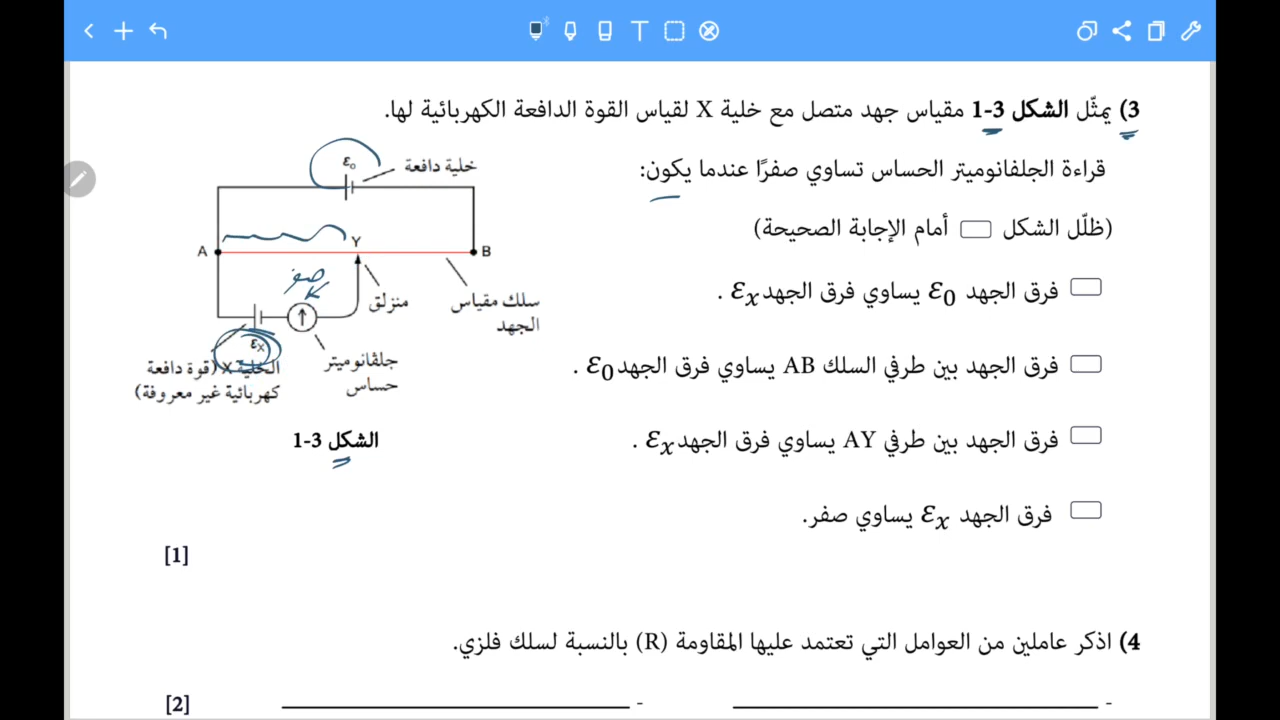 3) يمثّل الشكل 3-1 مقياس جهد متصل مع خلية X لقياس القوة الدافعة الكهربائية لها.
قراءة الجلفانوميتر الحساس تساوي صفرًا عندما يكون:
(ظلّل الشكل أمام الإجابة الصحيحة)
فرق الجهد ε0 يساوي فرق الجهد εx .
فرق الجهد بين طرفي السلك AB يساوي فرق الجهد ε0 .
فرق الجهد بين طرفي AY يساوي فرق الجهد εx .
فرق الجهد εx يساوي صفر.
[1]
εo
خلية دافعة
A
Y
B
صفر
منزلق
سلك مقياس
الجهد
εX
الخلية X (قوة دافعة
كهربائية غير معروفة)
جلفانوميتر
حساس
الشكل 3-1
4) اذكر عاملين من العوامل التي تعتمد عليها المقاومة (R) بالنسبة لسلك فلزي.
- ــــــــــ - ــــــــــ [2]
T